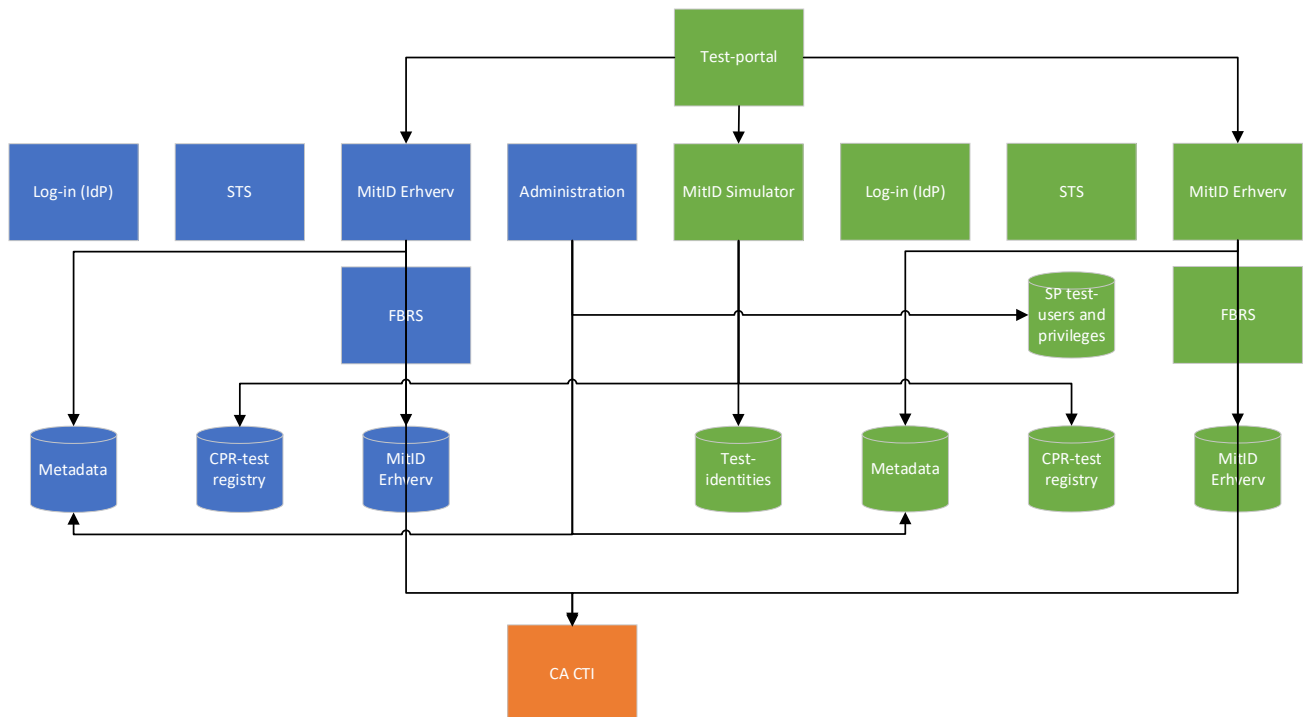 Test-portal
Log-in (IdP)
STS
MitID Erhverv
Administration
MitID Simulator
Log-in (IdP)
STS
MitID Erhverv
FBRS
SP test-
users and
privileges
FBRS
Metadata
CPR-test
registry
MitID
Erhverv
Test-
identities
Metadata
CPR-test
registry
MitID
Erhverv
CA CTI